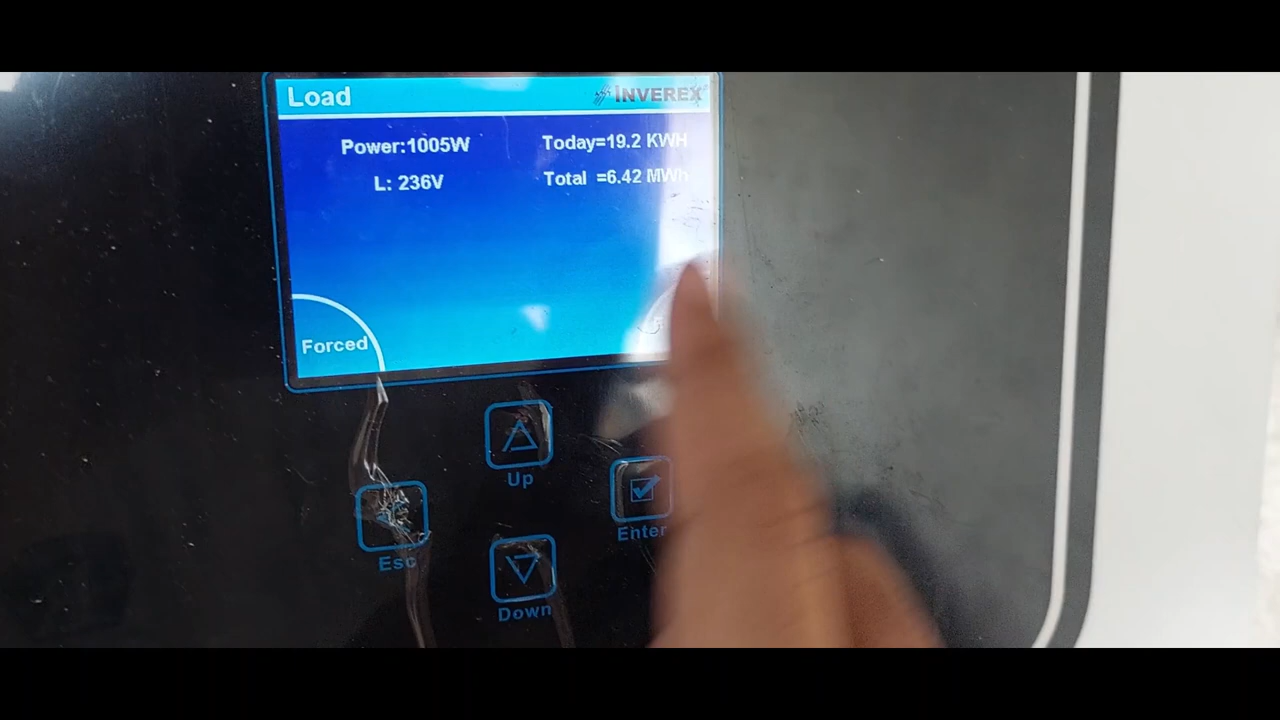 Load
INVEREX
Power:1005W
Today=19.2 KWH
L: 236V
Total =6.42 MWh
Forced
Up
Enter
Esc
Down